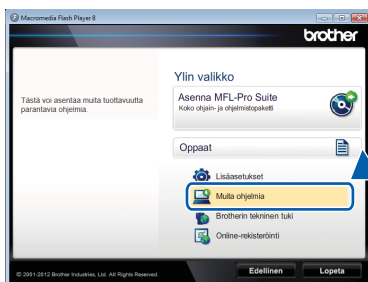 Macromedia Flash Player 8
brother
Ylin valikko
Tästä voi asentaa muita tuottavuutta
parantavia ohjelmia.
Asenna MFL-Pro Suite
Koko ohjain- ja ohjelmistopaketti
Oppaat
Lisäasetukset
Muita ohjelmia
Brotherin tekninen tuki
Online-rekisteröinti
© 2001-2012 Brother Industries, Ltd. All Rights Reserved.
Edellinen
Lopeta